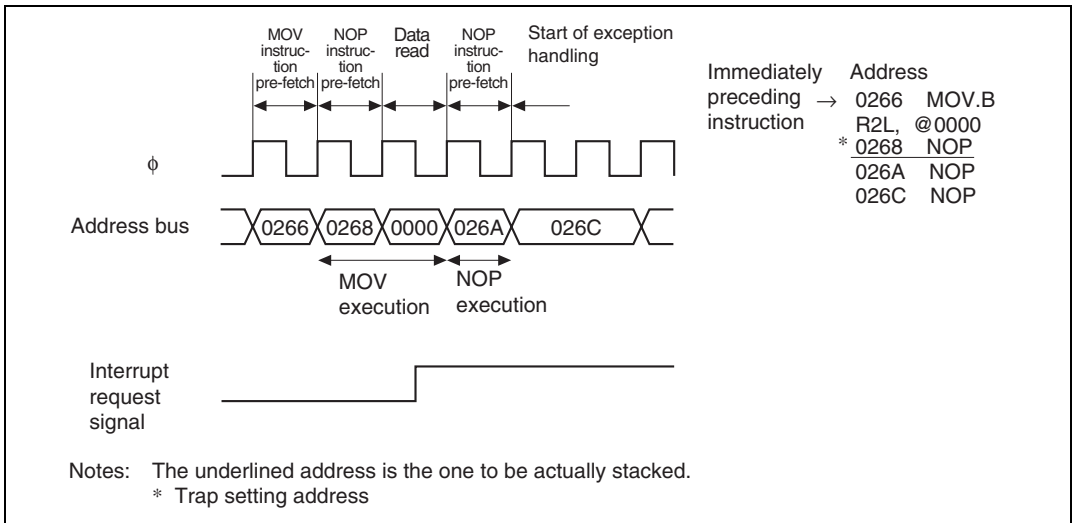 MOV
instruc-
tion
pre-fetch
NOP
instruc-
tion
pre-fetch
Data
read
NOP
instruc-
tion
pre-fetch
Start of exception
handling
Immediately
preceding
instruction
→
Address
0266 MOV.B
R2L, @0000
* 0268 NOP
026A NOP
026C NOP
φ
Address bus
0266 0268 0000 026A 026C
MOV
execution
NOP
execution
Interrupt
request
signal
Notes: The underlined address is the one to be actually stacked.
* Trap setting address